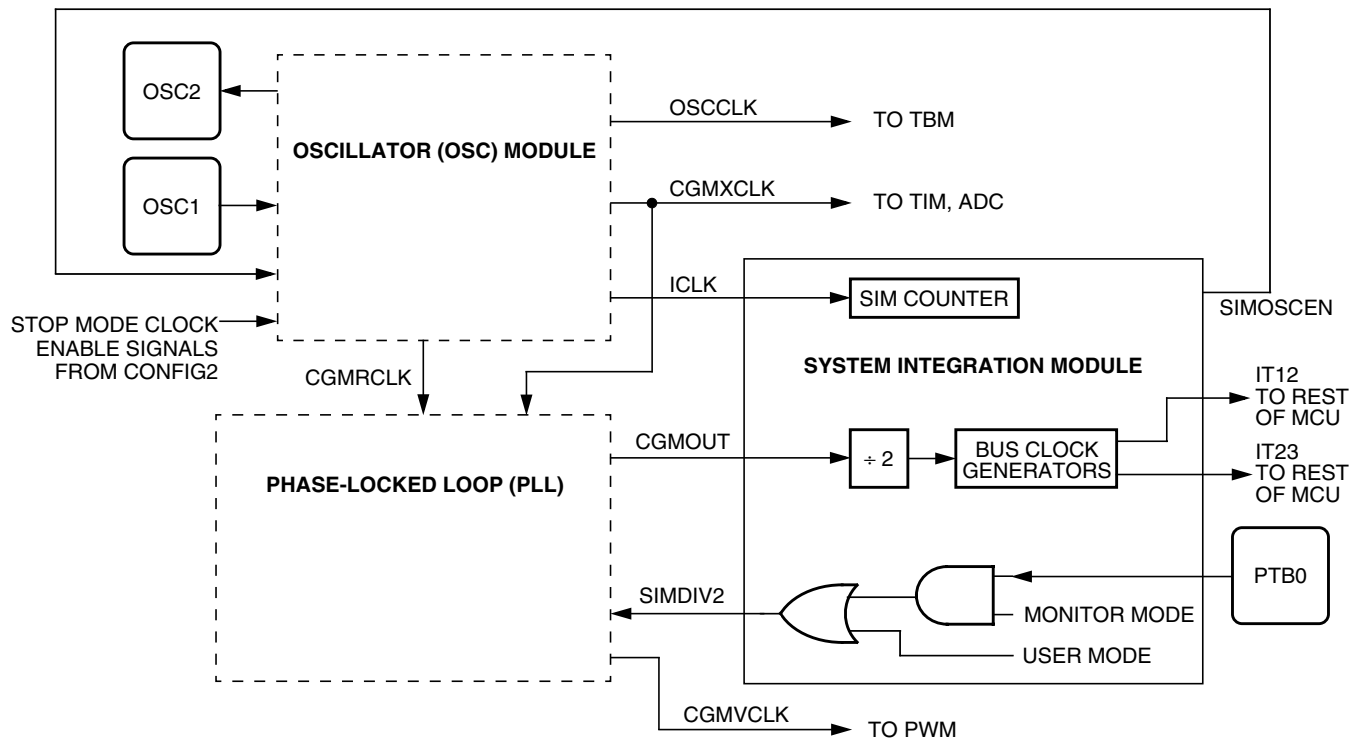 OSC2
OSCCLK
TO TBM
OSCILLATOR (OSC) MODULE
OSC1
CGMXCLK
TO TIM, ADC
ICLK
SIM COUNTER
SIMOSCEN
STOP MODE CLOCK
ENABLE SIGNALS
FROM CONFIG2
SYSTEM INTEGRATION MODULE
CGMRCLK
IT12
TO REST
OF MCU
CGMOUT
÷ 2
BUS CLOCK
GENERATORS
IT23
TO REST
OF MCU
PHASE-LOCKED LOOP (PLL)
PTB0
SIMDIV2
MONITOR MODE
USER MODE
CGMVCLK
TO PWM